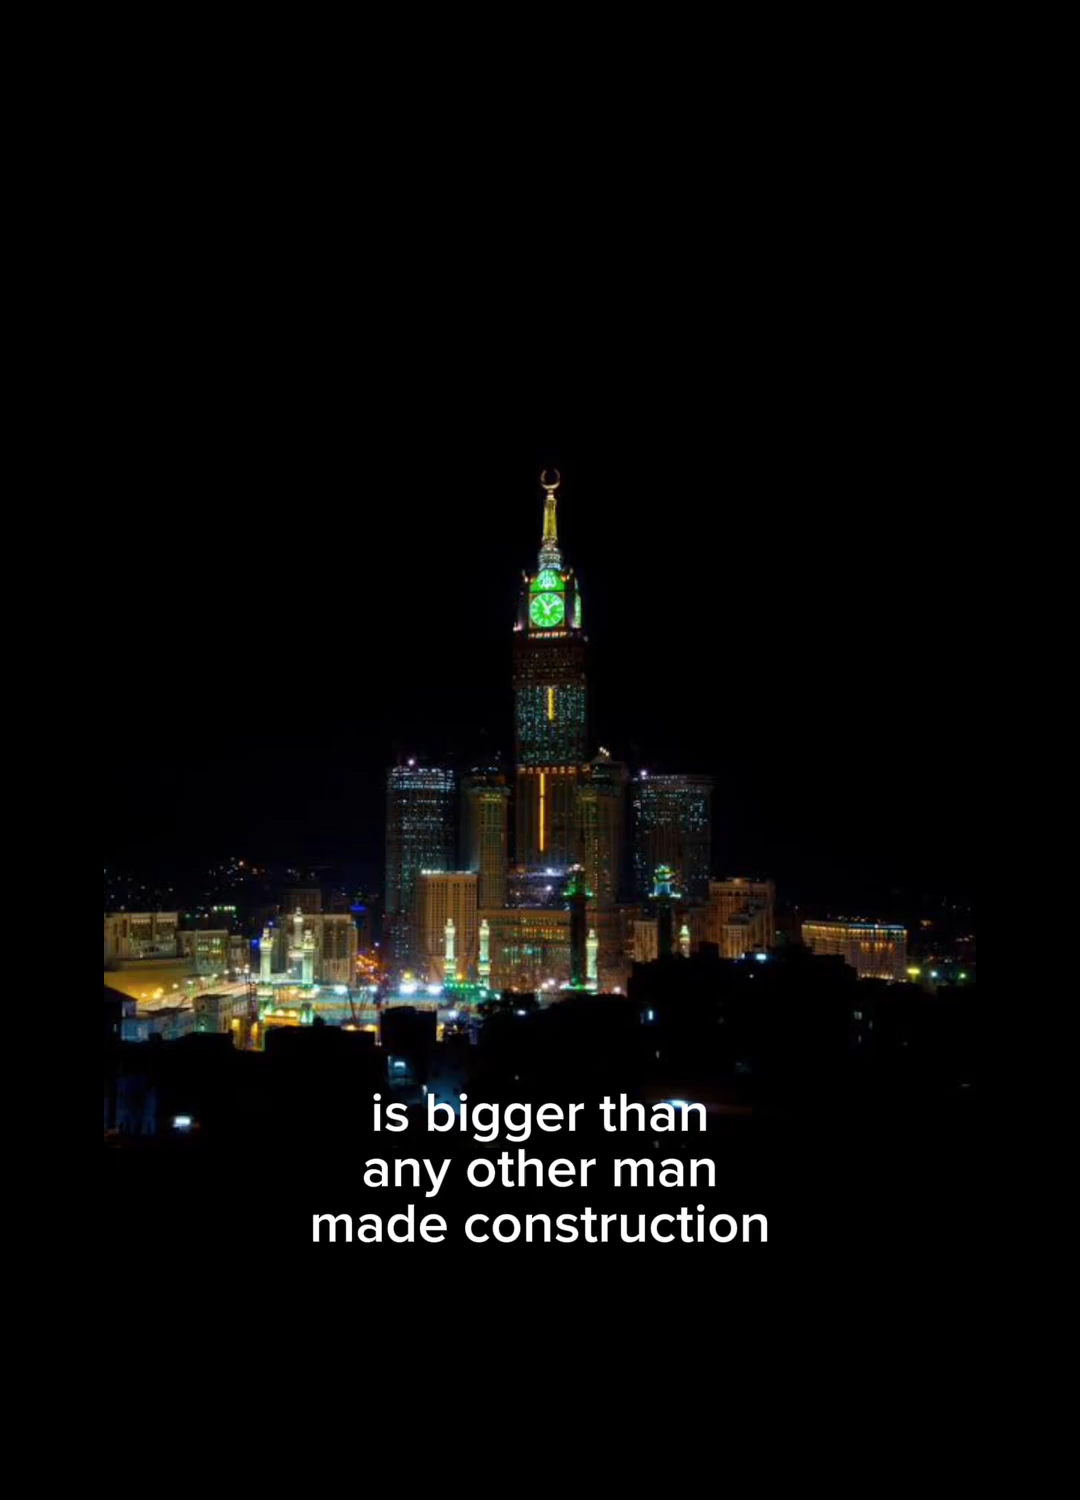 is bigger than
any other man
made construction